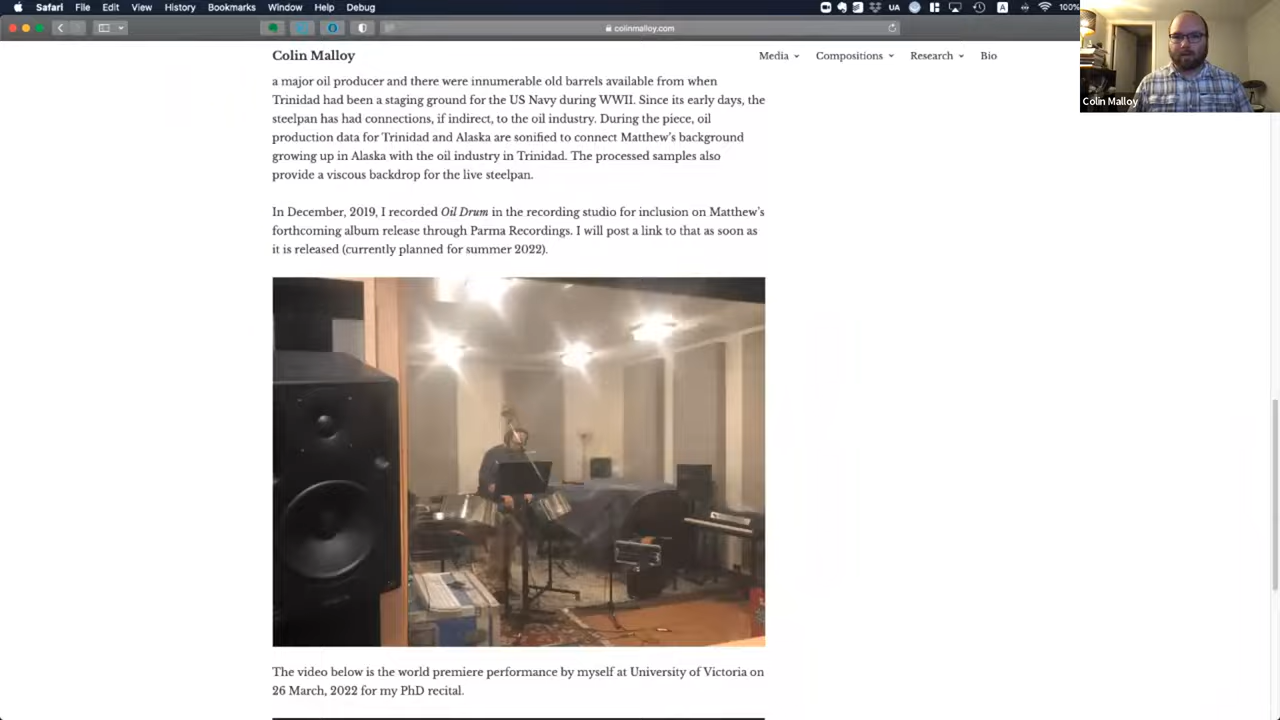 Safari File Edit View History Bookmarks Window Help Debug UA A 100%
colinmalloy.com
Colin Malloy Media Compositions Research Bio
Colin Malloy
a major oil producer and there were innumerable old barrels available from when
Trinidad had been a staging ground for the US Navy during WWII. Since its early days, the
steelpan has had connections, if indirect, to the oil industry. During the piece, oil
production data for Trinidad and Alaska are sonified to connect Matthew’s background
growing up in Alaska with the oil industry in Trinidad. The processed samples also
provide a viscous backdrop for the live steelpan.
In December, 2019, I recorded Oil Drum in the recording studio for inclusion on Matthew’s
forthcoming album release through Parma Recordings. I will post a link to that as soon as
it is released (currently planned for summer 2022).
The video below is the world premiere performance by myself at University of Victoria on
26 March, 2022 for my PhD recital.